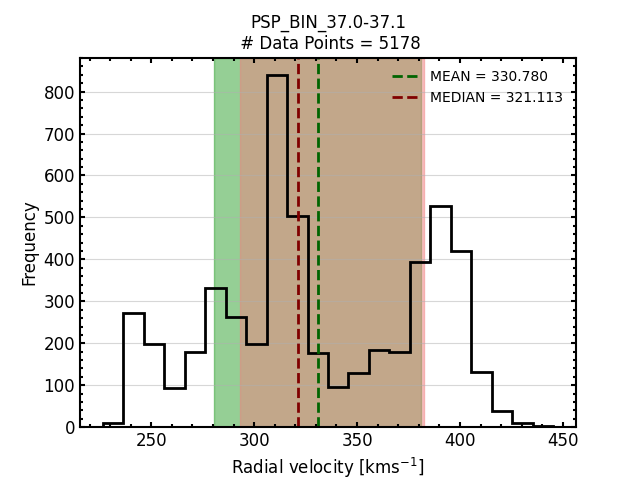 PSP_BIN_37.0-37.1
# Data Points = 5178
MEAN = 330.780
MEDIAN = 321.113
Frequency
800
700
600
500
400
300
200
100
0
250 300 350 400 450
Radial velocity [kms⁻¹]